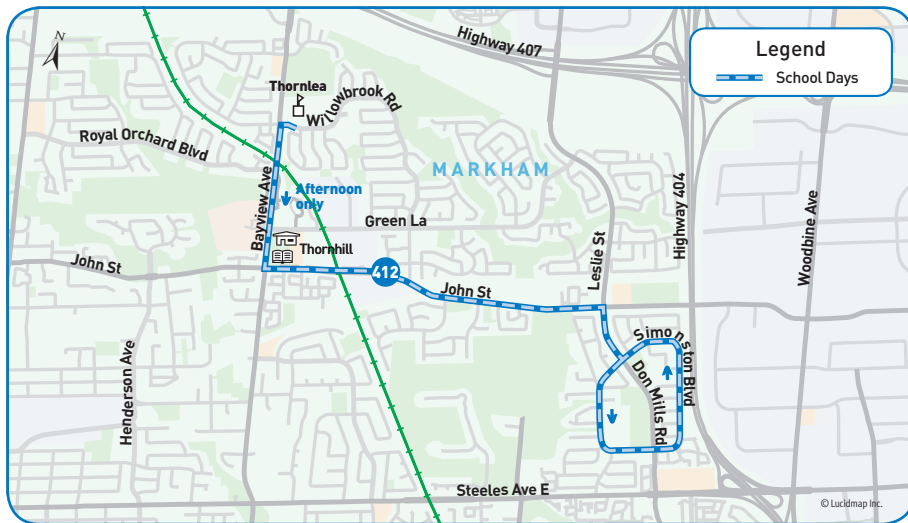 Highway 407
Legend
School Days
N
Thornlea
Willowbrook Rd
Royal Orchard Blvd
MARKHAM
Afternoon
only
Bayview Ave
Green La
Thornhill
Highway 404
Woodbine Ave
Leslie St
John St
412
John St
Simonston Blvd
Don Mills Rd
Henderson Ave
Steeles Ave E
© Lucidmap Inc.